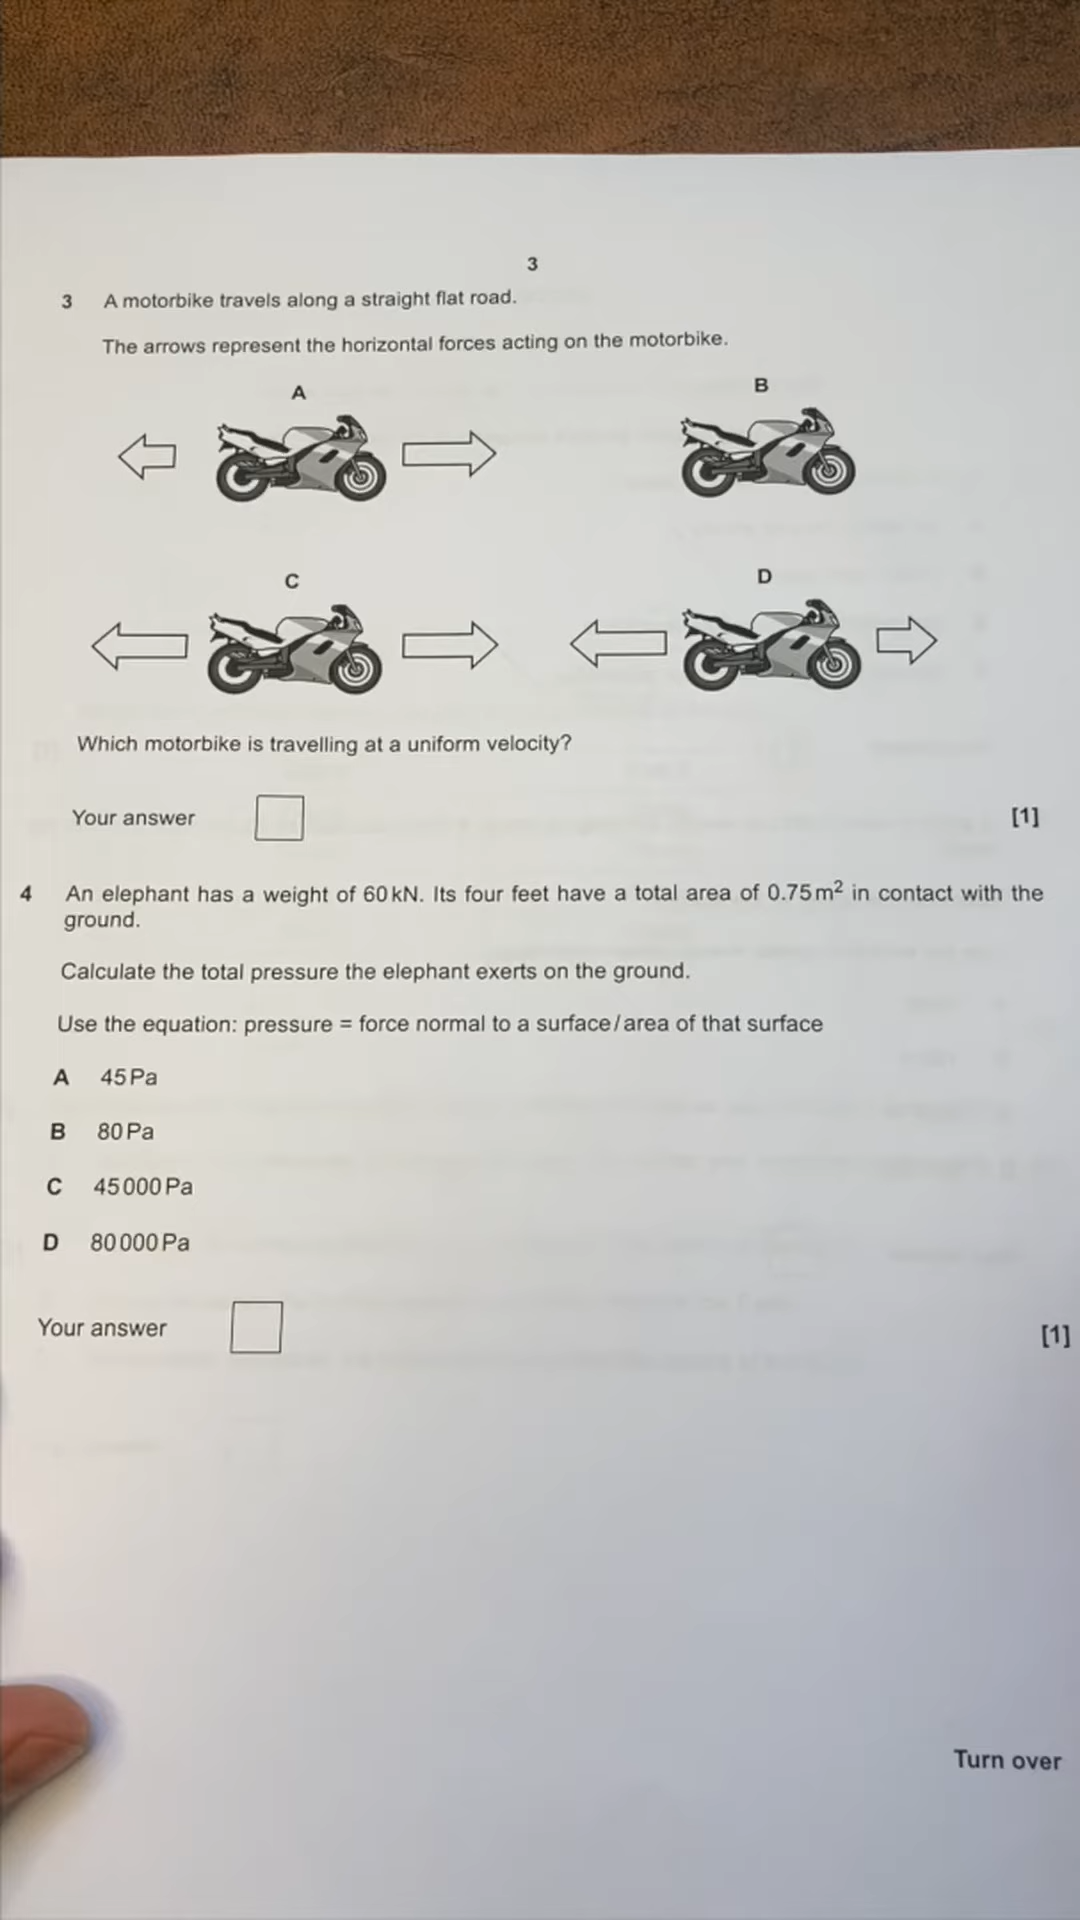 3
3 A motorbike travels along a straight flat road.
The arrows represent the horizontal forces acting on the motorbike.
A B
C D
Which motorbike is travelling at a uniform velocity?
Your answer [1]
4 An elephant has a weight of 60 kN. Its four feet have a total area of 0.75 m² in contact with the
ground.
Calculate the total pressure the elephant exerts on the ground.
Use the equation: pressure = force normal to a surface / area of that surface
A 45 Pa
B 80 Pa
C 45 000 Pa
D 80 000 Pa
Your answer [1]
Turn over